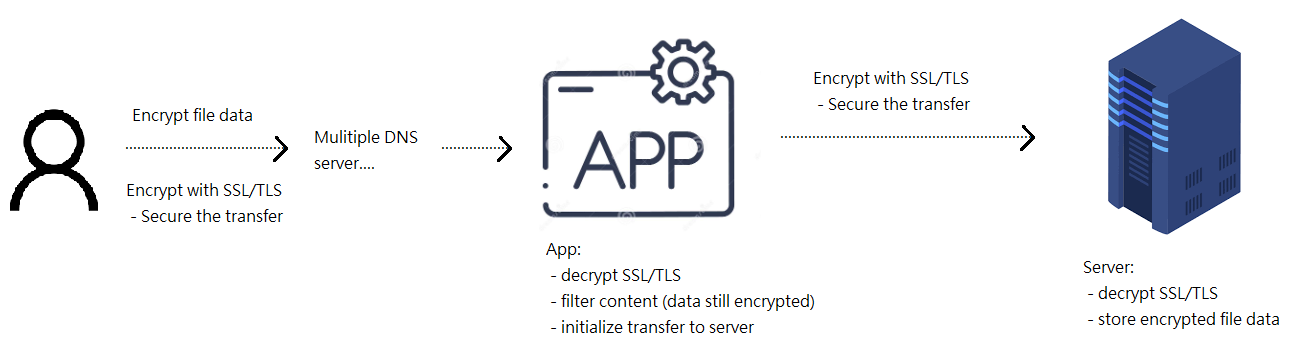 Encrypt file data
Encrypt with SSL/TLS
- Secure the transfer
Mulitiple DNS
server....
APP
App:
- decrypt SSL/TLS
- filter content (data still encrypted)
- initialize transfer to server
Encrypt with SSL/TLS
- Secure the transfer
Server:
- decrypt SSL/TLS
- store encrypted file data